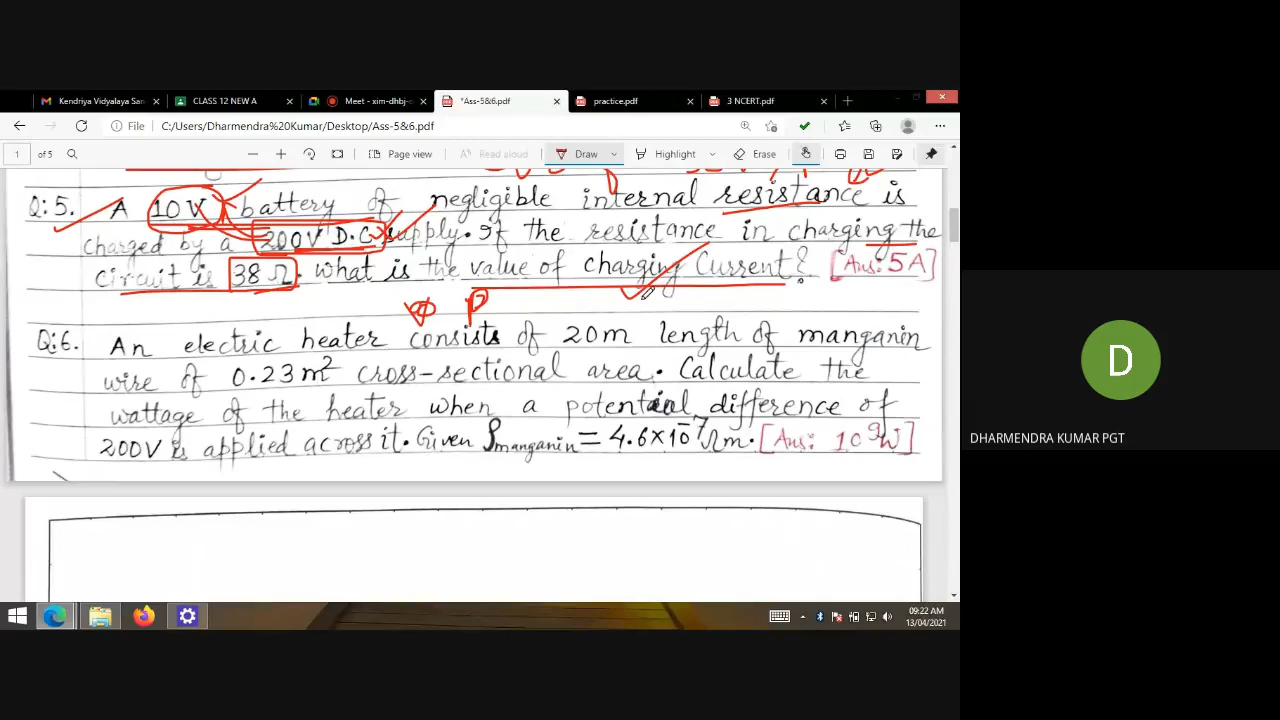 Kendriya Vidyalaya San
CLASS 12 NEW A
Meet - xim-dhbj-
*Ass-5&6.pdf
practice.pdf
3 NCERT.pdf
File C:/Users/Dharmendra%20Kumar/Desktop/Ass-5&6.pdf
1 of 5
Page view
Read aloud
Draw
Highlight
Erase
Q:5. A 10V battery of negligible internal resistance is
charged by a 200V D.C supply. If the resistance in charging the
circuit is 38 Ω. What is the value of charging Current? [Ans: 5A]
Q:6. An electric heater consists of 20m length of manganin
wire of 0.23m² cross-sectional area. Calculate the
wattage of the heater when a potential difference of
200V is applied across it. Given ρmanganin = 4.6×10⁻⁷Ωm. [Ans: 10⁹W]
D
DHARMENDRA KUMAR PGT
09:22 AM
13/04/2021